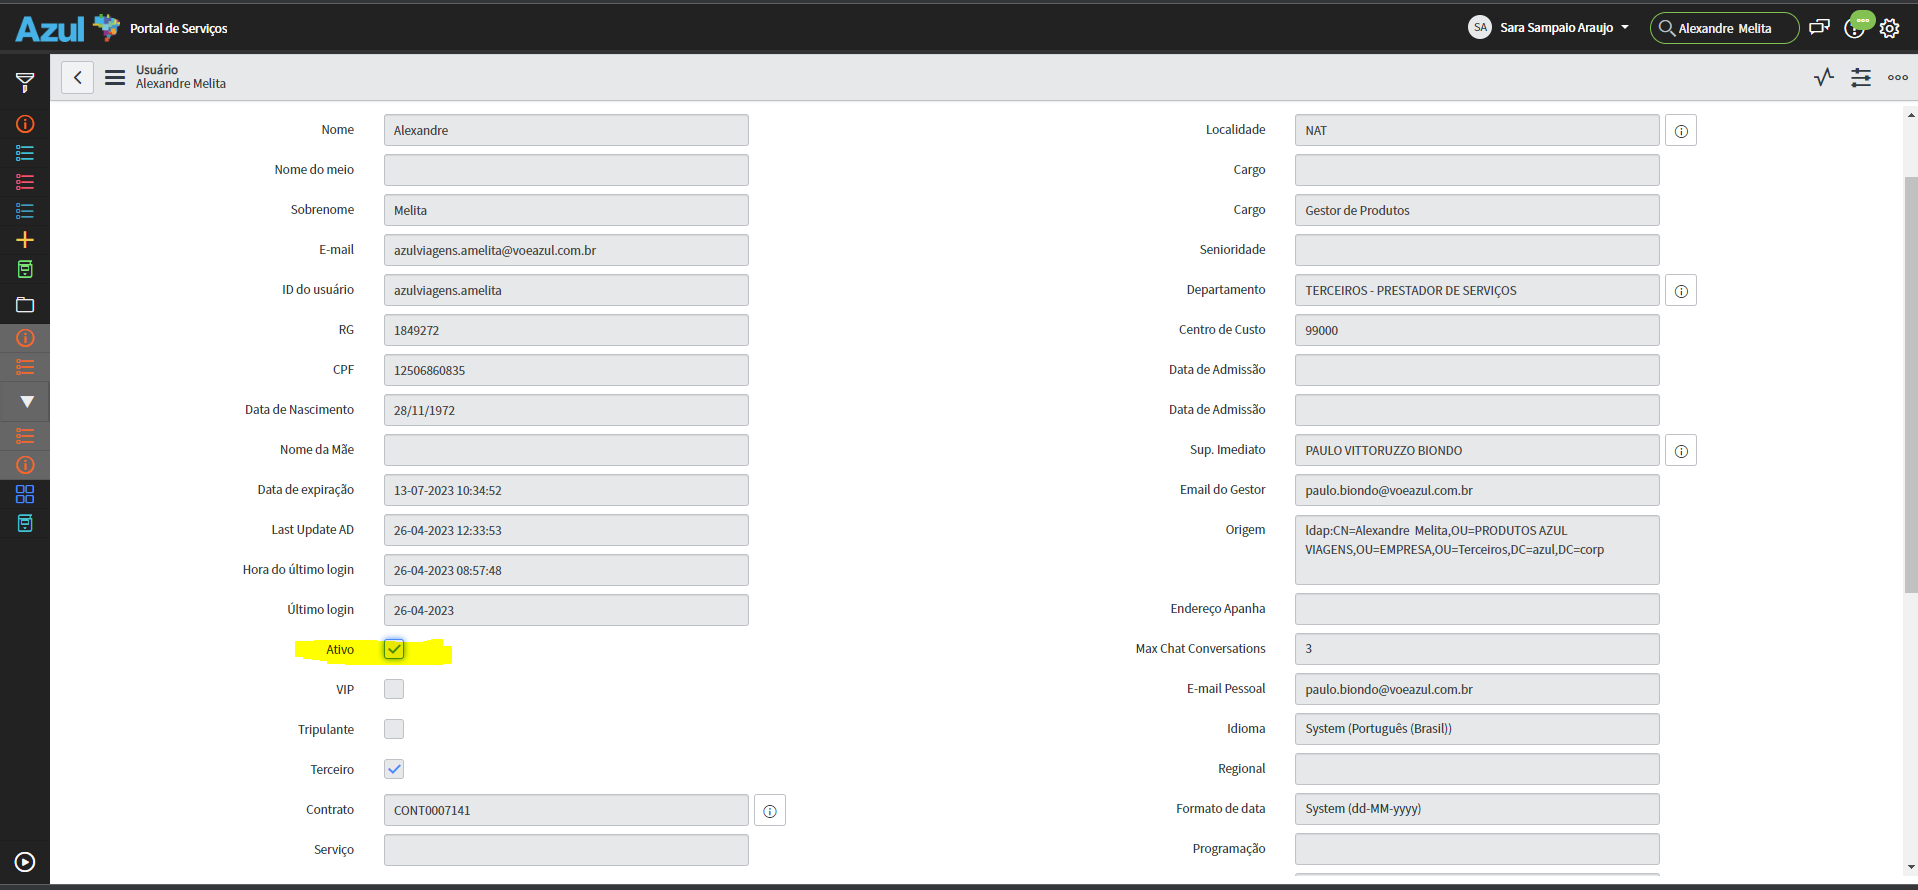 Azul Portal de Serviços
SA Sara Sampaio Araujo
Alexandre Melita
Usuário
Alexandre Melita
Nome Alexandre
Nome do meio
Sobrenome Melita
E-mail azulviagens.amelita@voeazul.com.br
ID do usuário azulviagens.amelita
RG 1849272
CPF 12506860835
Data de Nascimento 28/11/1972
Nome da Mãe
Data de expiração 13-07-2023 10:34:52
Last Update AD 26-04-2023 12:33:53
Hora do último login 26-04-2023 08:57:48
Último login 26-04-2023
Ativo
VIP
Tripulante
Terceiro
Contrato CONT0007141
Serviço
Localidade NAT
Cargo
Cargo Gestor de Produtos
Senioridade
Departamento TERCEIROS - PRESTADOR DE SERVIÇOS
Centro de Custo 99000
Data de Admissão
Data de Admissão
Sup. Imediato PAULO VITTORUZZO BIONDO
Email do Gestor paulo.biondo@voeazul.com.br
Origem ldap:CN=Alexandre Melita,OU=PRODUTOS AZUL
VIAGENS,OU=EMPRESA,OU=Terceiros,DC=azul,DC=corp
Endereço Apanha
Max Chat Conversations 3
E-mail Pessoal paulo.biondo@voeazul.com.br
Idioma System (Português (Brasil))
Regional
Formato de data System (dd-MM-yyyy)
Programação